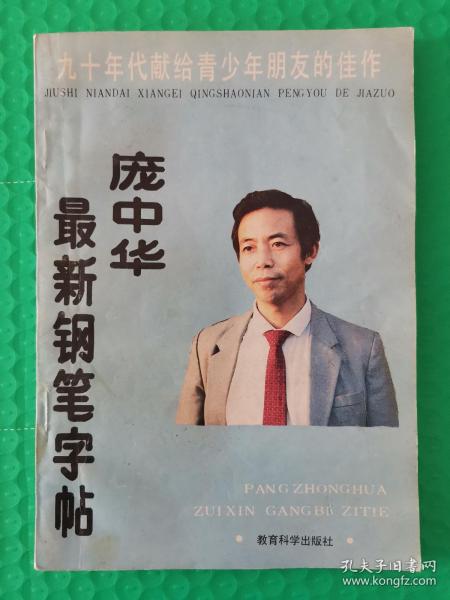 九十年代献给青少年朋友的佳作
JIUSHI NIANDAI XIANGEI QINGSHAONIAN PENGYOU DE JIAZUO
庞中华
最新钢笔字帖
PANG ZHONGHUA
ZUIXIN GANGBI ZITIE
• 教育科学出版社 •
孔夫子旧书网
www.kongfz.com